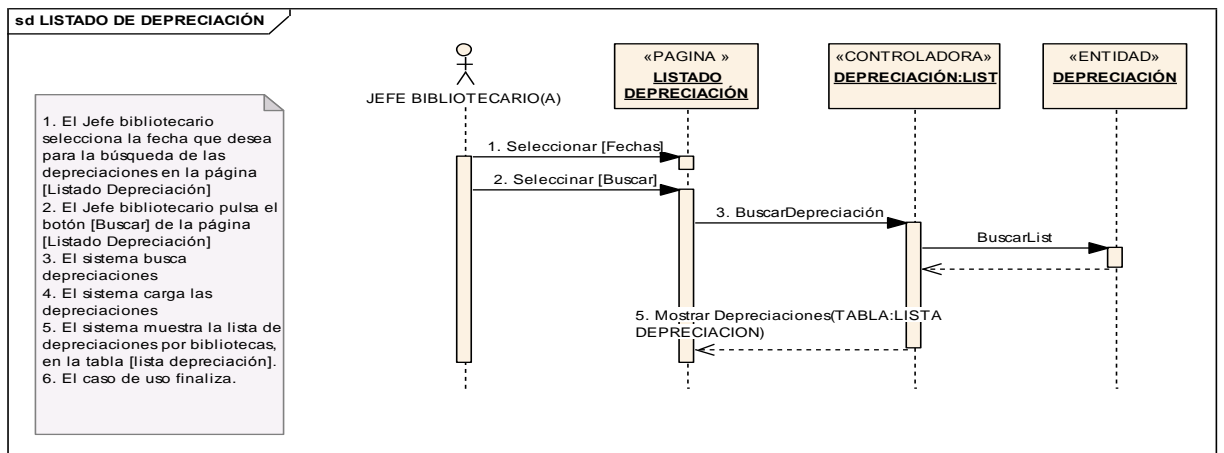 sd LISTADO DE DEPRECIACIÓN
1. El Jefe bibliotecario
selecciona la fecha que desea
para la búsqueda de las
depreciaciones en la página
[Listado Depreciación]
2. El Jefe bibliotecario pulsa el
botón [Buscar] de la página
[Listado Depreciación]
3. El sistema busca
depreciaciones
4. El sistema carga las
depreciaciones
5. El sistema muestra la lista de
depreciaciones por bibliotecas,
en la tabla [lista depreciación].
6. El caso de uso finaliza.
JEFE BIBLIOTECARIO(A)
«PAGINA »
LISTADO
DEPRECIACIÓN
«CONTROLADORA»
DEPRECIACIÓN:LIST
«ENTIDAD»
DEPRECIACIÓN
1. Seleccionar [Fechas]
2. Seleccinar [Buscar]
3. BuscarDepreciación
BuscarList
5. Mostrar Depreciaciones(TABLA:LISTA
DEPRECIACION)